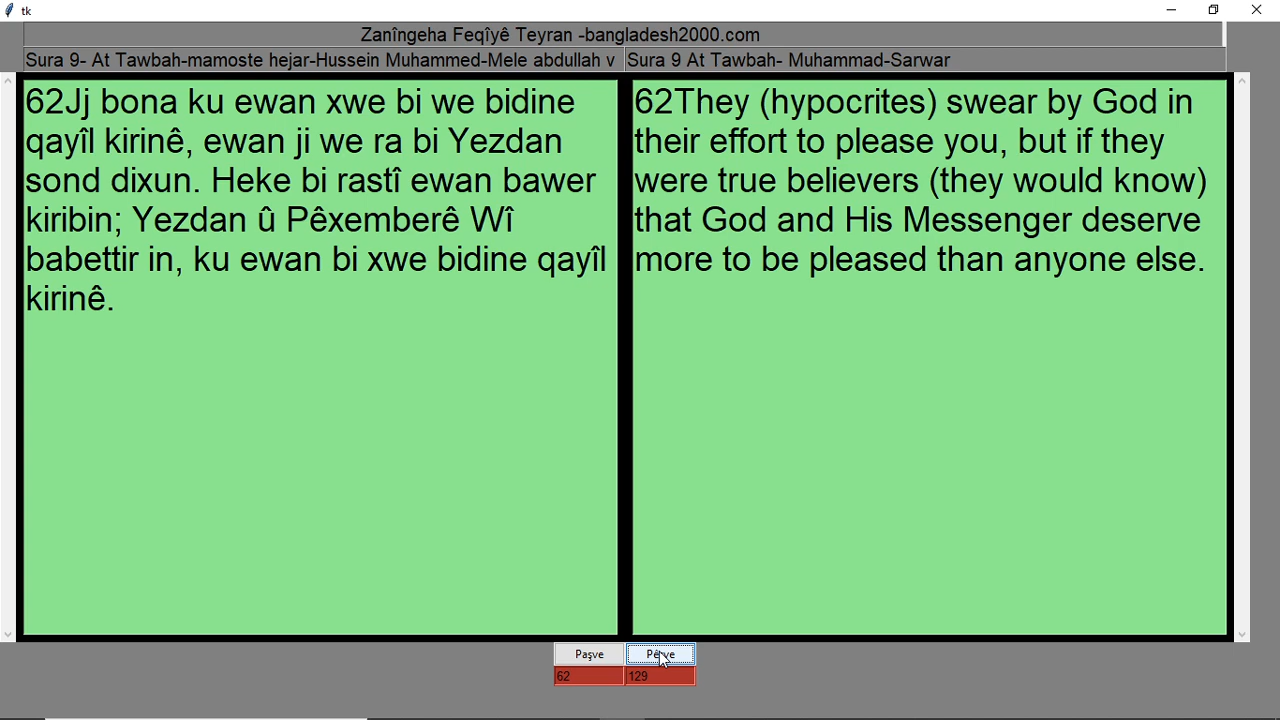 tk
Zanîngeha Feqîyê Teyran -bangladesh2000.com
Sura 9- At Tawbah-mamoste hejar-Hussein Muhammed-Mele abdullah v
Sura 9 At Tawbah- Muhammad-Sarwar
62Jj bona ku ewan xwe bi we bidine
qayîl kirinê, ewan ji we ra bi Yezdan
sond dixun. Heke bi rastî ewan bawer
kiribin; Yezdan û Pêxemberê Wî
babettir in, ku ewan bi xwe bidine qayîl
kirinê.
62They (hypocrites) swear by God in
their effort to please you, but if they
were true believers (they would know)
that God and His Messenger deserve
more to be pleased than anyone else.
Paşve
62
129